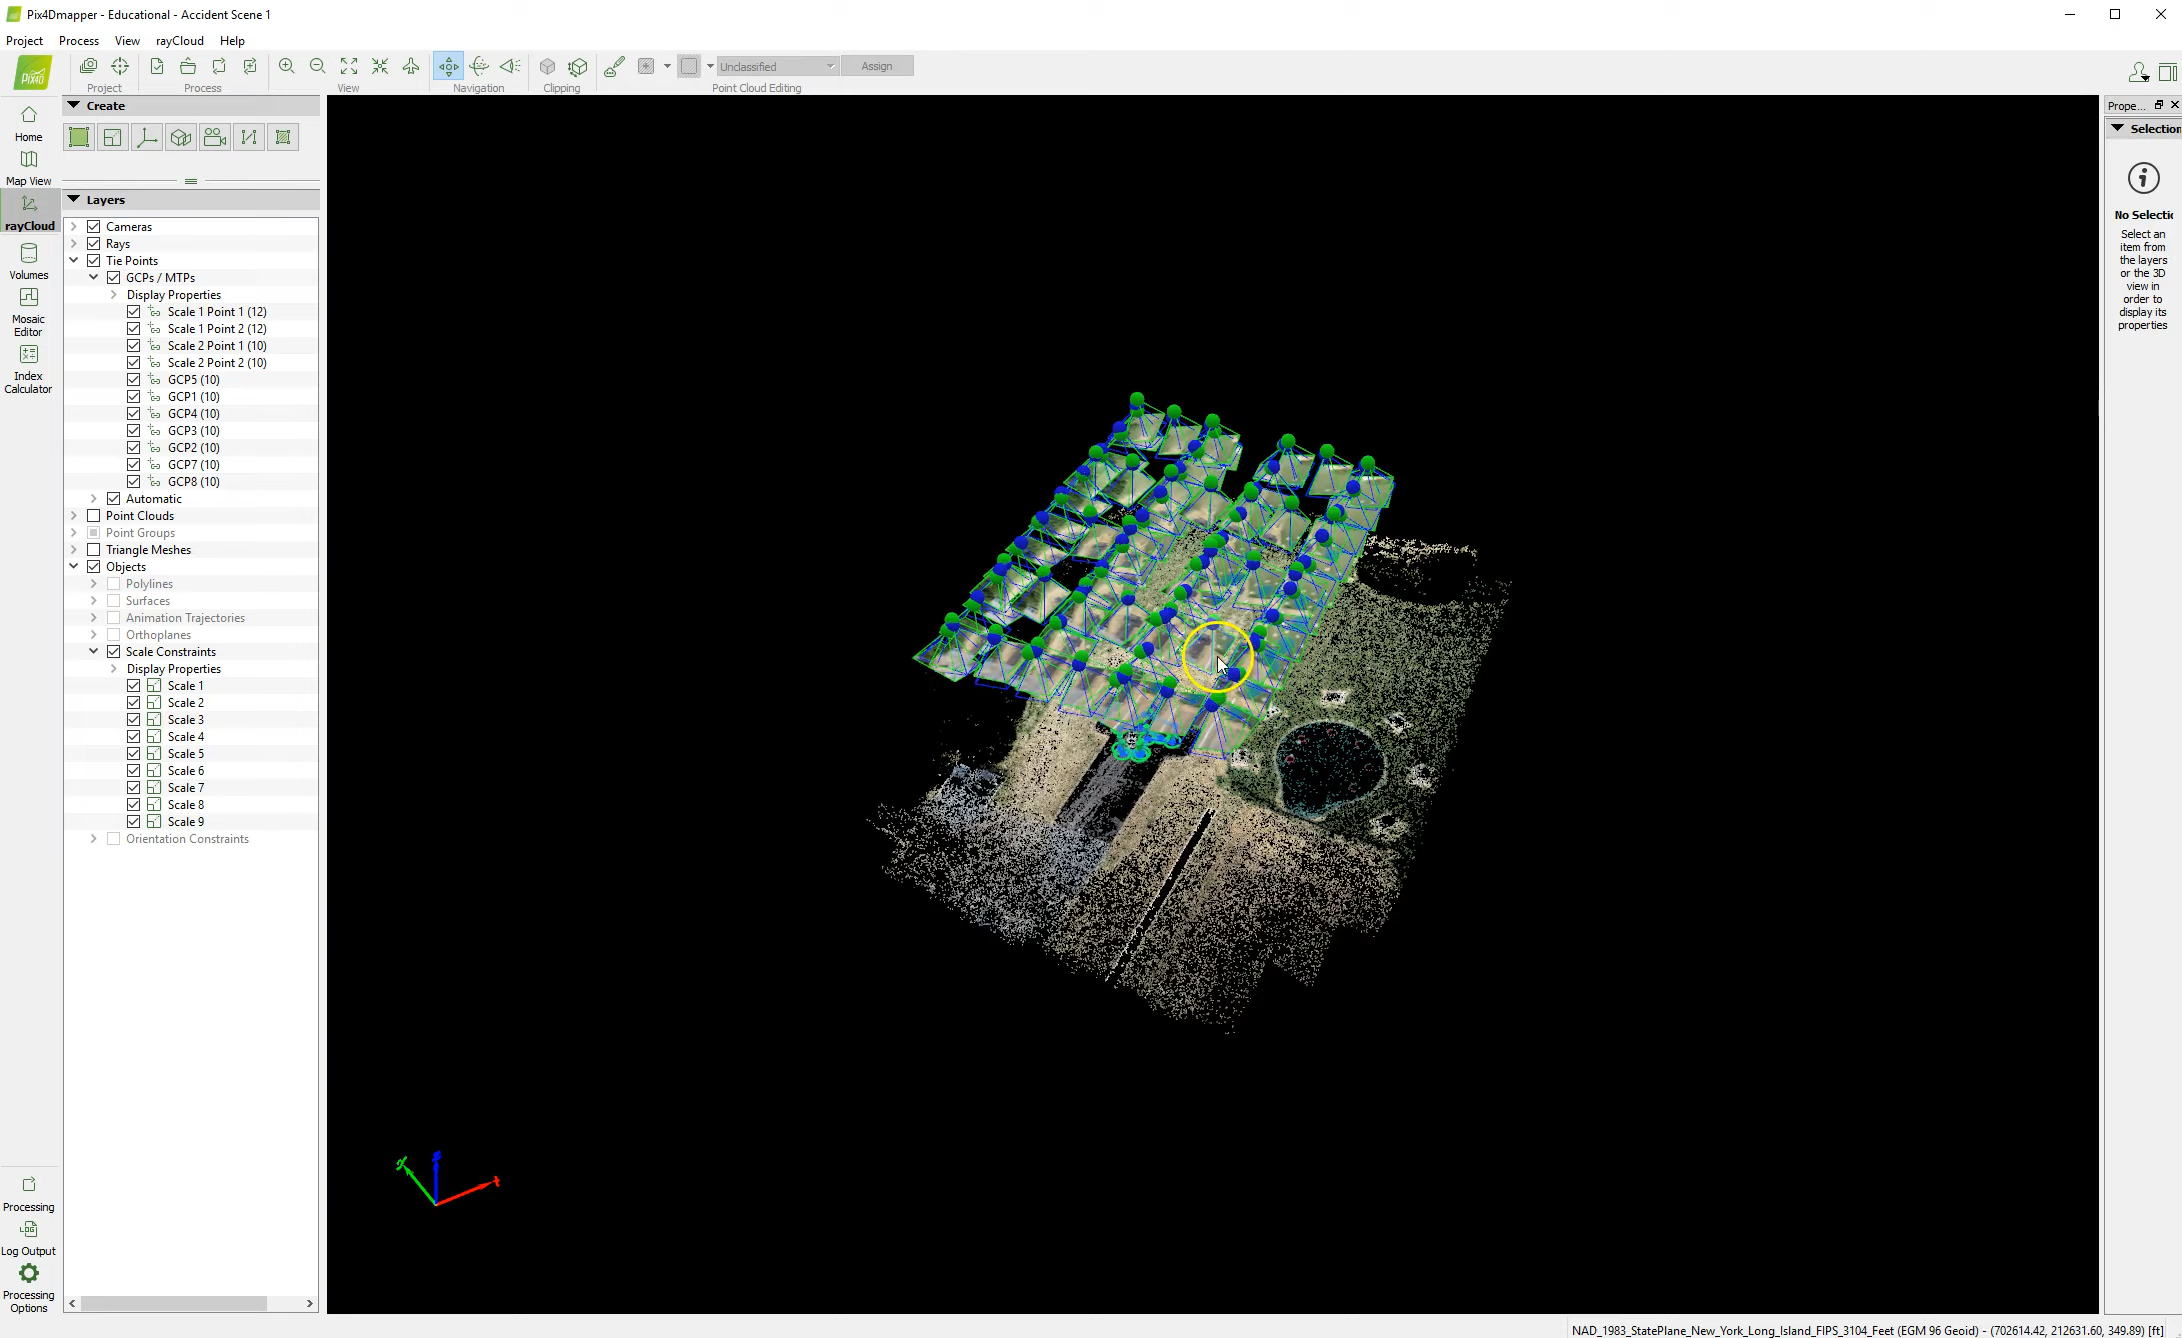 Pix4Dmapper - Educational - Accident Scene 1
Project Process View rayCloud Help
Pix4D
Unclassified
Assign
Project
Process
View
Navigation
Clipping
Point Cloud Editing
Home
Map View
rayCloud
Volumes
Mosaic
Editor
Index
Calculator
Processing
LOG
Log Output
Processing
Options
Create
Layers
Cameras
Rays
Tie Points
GCPs / MTPs
Display Properties
Scale 1 Point 1 (12)
Scale 1 Point 2 (12)
Scale 2 Point 1 (10)
Scale 2 Point 2 (10)
GCP5 (10)
GCP1 (10)
GCP4 (10)
GCP3 (10)
GCP2 (10)
GCP7 (10)
GCP8 (10)
Automatic
Point Clouds
Point Groups
Triangle Meshes
Objects
Polylines
Surfaces
Animation Trajectories
Orthoplanes
Scale Constraints
Display Properties
Scale 1
Scale 2
Scale 3
Scale 4
Scale 5
Scale 6
Scale 7
Scale 8
Scale 9
Orientation Constraints
Prope...
Selection
No Selectic
Select an
item from
the layers
or the 3D
view in
order to
display its
properties
NAD_1983_StatePlane_New_York_Long_Island_FIPS_3104_Feet (EGM 96 Geoid) - (702614.42, 212631.60, 349.89) [ft]